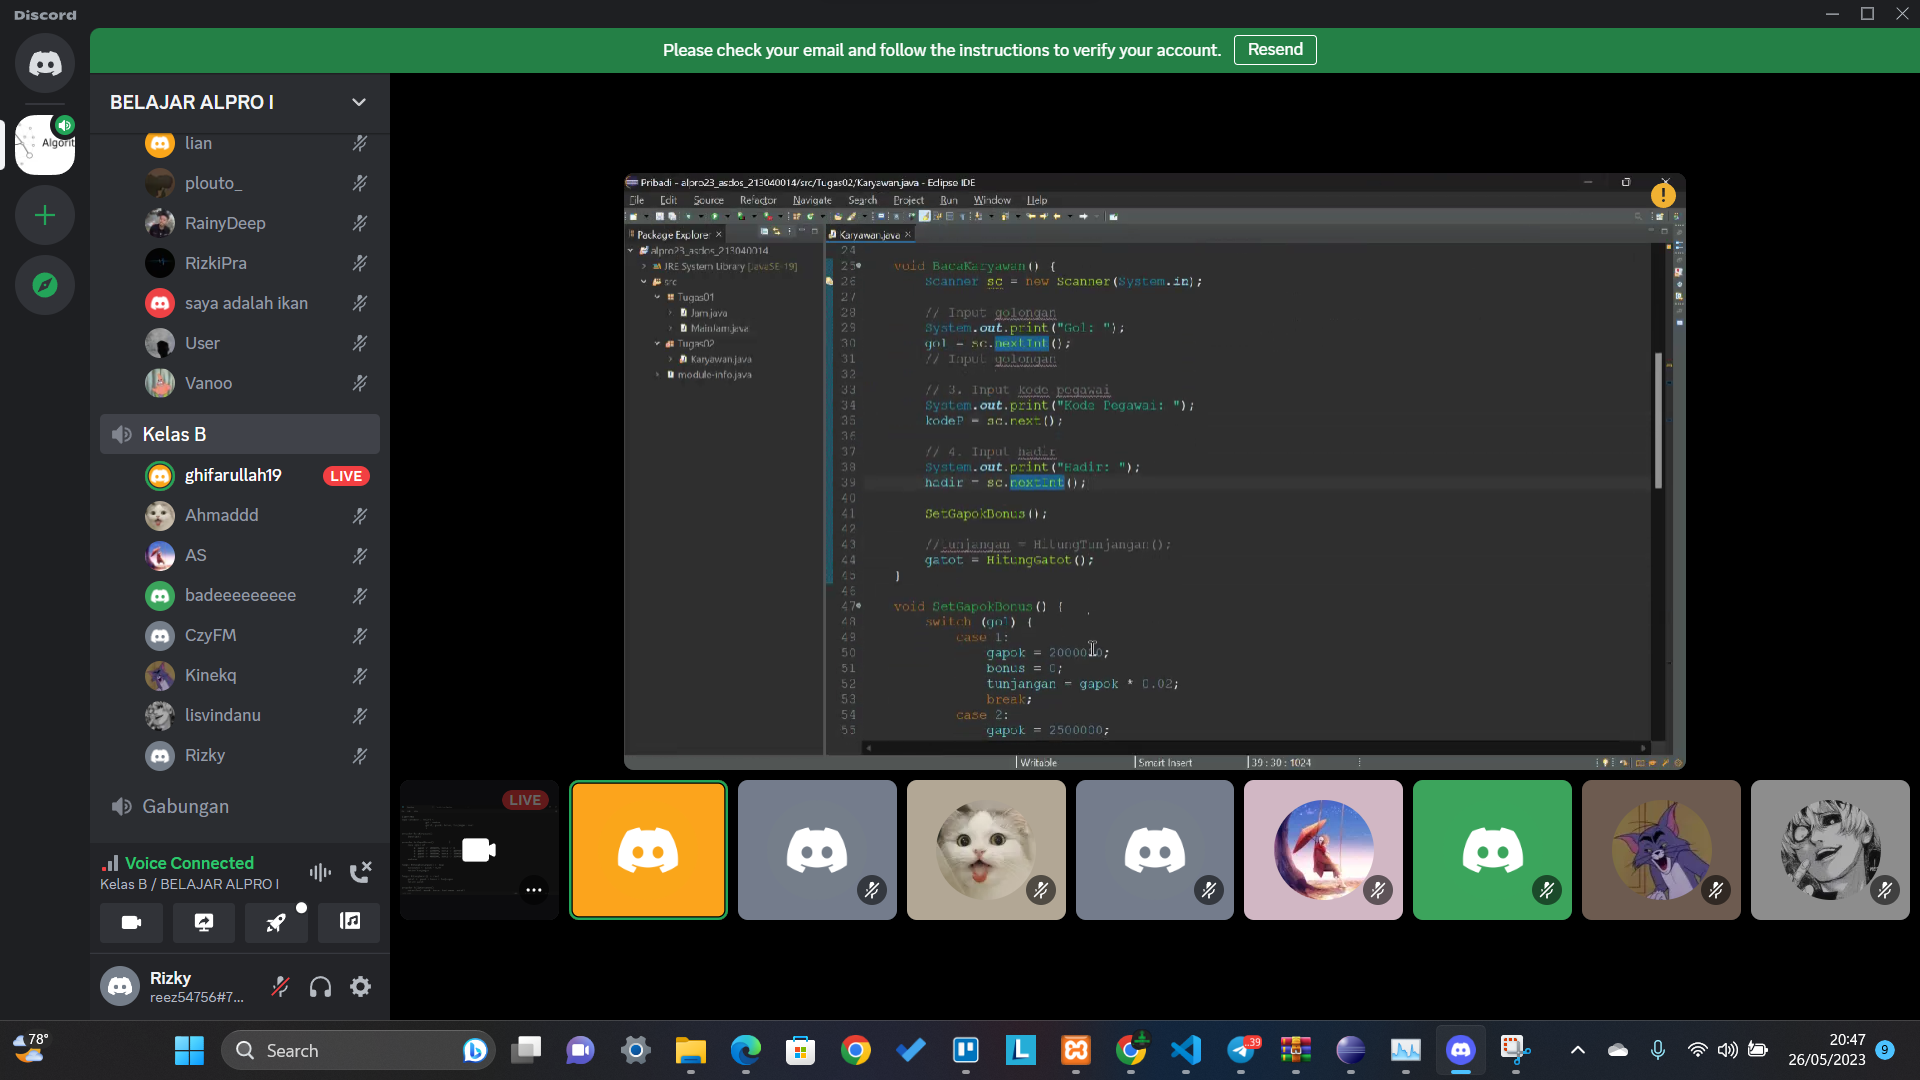 Discord
Please check your email and follow the instructions to verify your account.
Resend
BELAJAR ALPRO I
Algorit
lian
plouto_
RainyDeep
RizkiPra
saya adalah ikan
User
Vanoo
Kelas B
ghifarullah19
LIVE
Ahmaddd
AS
badeeeeeeeee
CzyFM
Kinekq
lisvindanu
Rizky
Gabungan
Voice Connected
Kelas B / BELAJAR ALPRO I
Rizky
reez54756#7...
Pribadi - alpro23_asdos_213040014/src/Tugas02/Karyawan.java - Eclipse IDE
File Edit Source Refactor Navigate Search Project Run Window Help
Package Explorer
alpro23_asdos_213040014
JRE System Library [JavaSE-19]
src
Tugas01
Jam.java
MainJam.java
Tugas02
Karyawan.java
module-info.java
Karyawan.java
24
25 void BacaKaryawan() {
26 Scanner sc = new Scanner(System.in);
27
28 // Input golongan
29 System.out.print("Gol: ");
30 gol = sc.nextInt();
31 // Input golongan
32
33 // 3. Input kode pegawai
34 System.out.print("Kode Pegawai: ");
35 kodeP = sc.next();
36
37 // 4. Input hadir
38 System.out.print("Hadir: ");
39 hadir = sc.nextInt();
40
41 SetGapokBonus();
42
43 //tunjangan = HitungTunjangan();
44 gatot = HitungGatot();
45 }
46
47 void SetGapokBonus() {
48 switch (gol) {
49 case 1:
50 gapok = 2000000;
51 bonus = 0;
52 tunjangan = gapok * 0.02;
53 break;
54 case 2:
55 gapok = 2500000;
Writable
Smart Insert
39 : 30 : 1024
LIVE
78°
Search
39
20:47
26/05/2023
9